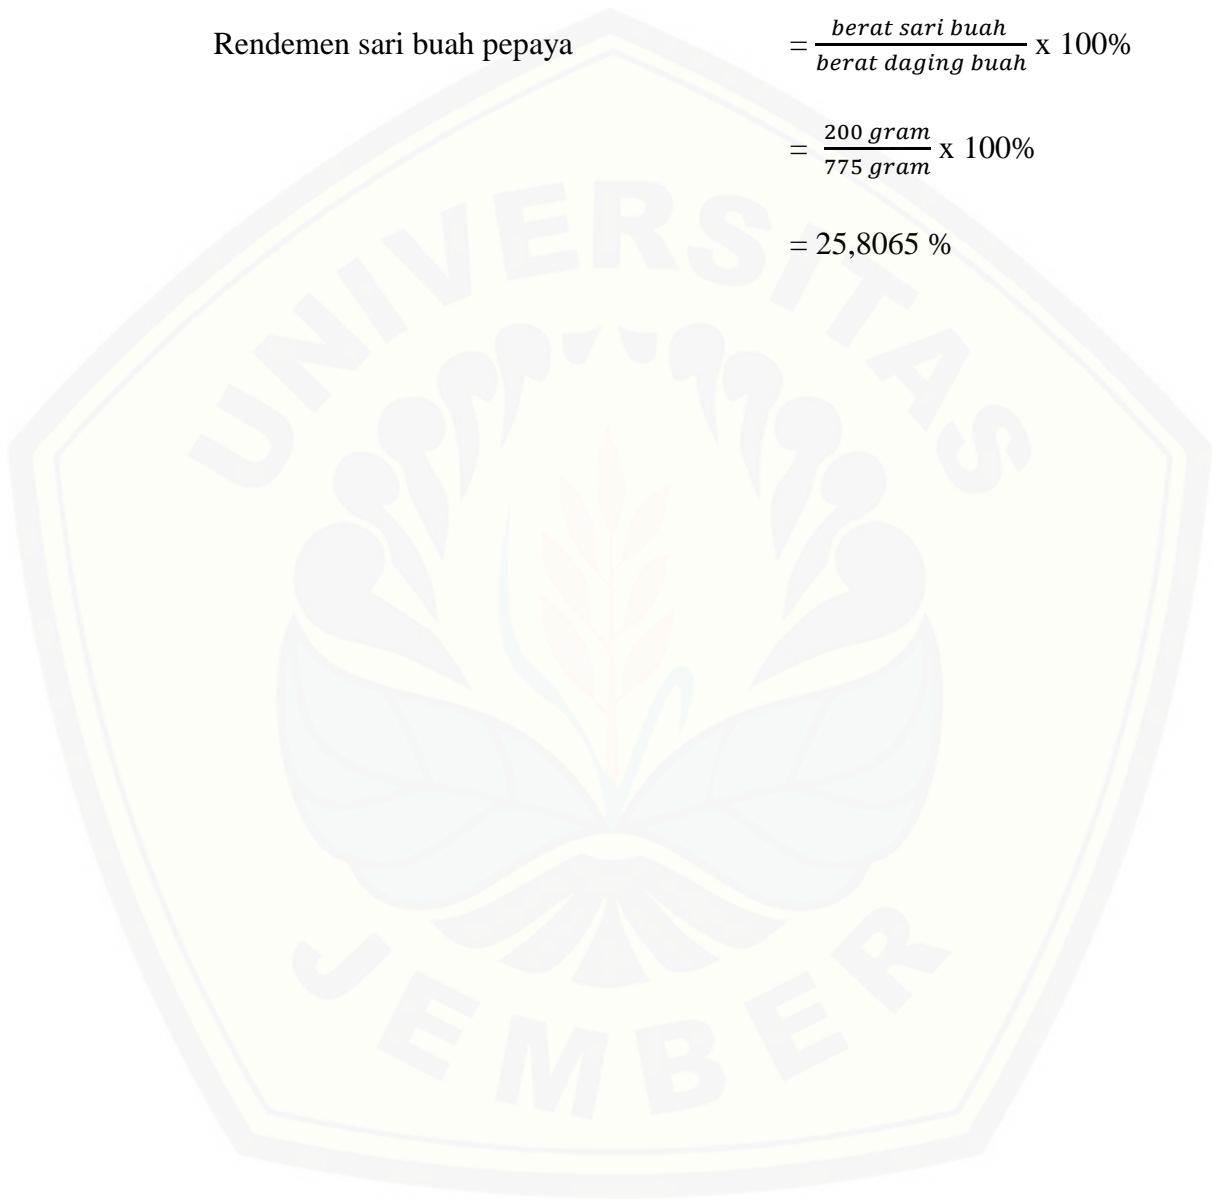 Rendemen sari buah pepaya = berat sari buah / berat daging buah x 100%
= 200 gram / 775 gram x 100%
= 25,8065 %
UNIVERSITAS
JEMBER